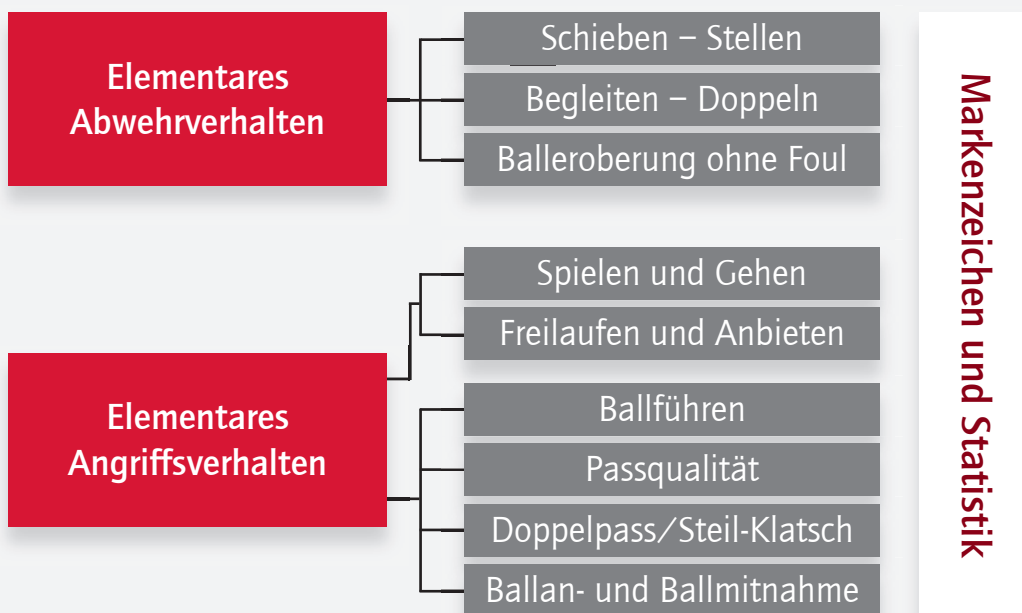 Elementares
Abwehrverhalten
Schieben – Stellen
Begleiten – Doppeln
Balleroberung ohne Foul
Elementares
Angriffsverhalten
Spielen und Gehen
Freilaufen und Anbieten
Ballführen
Passqualität
Doppelpass/Steil-Klatsch
Ballan- und Ballmitnahme
Markenzeichen und Statistik